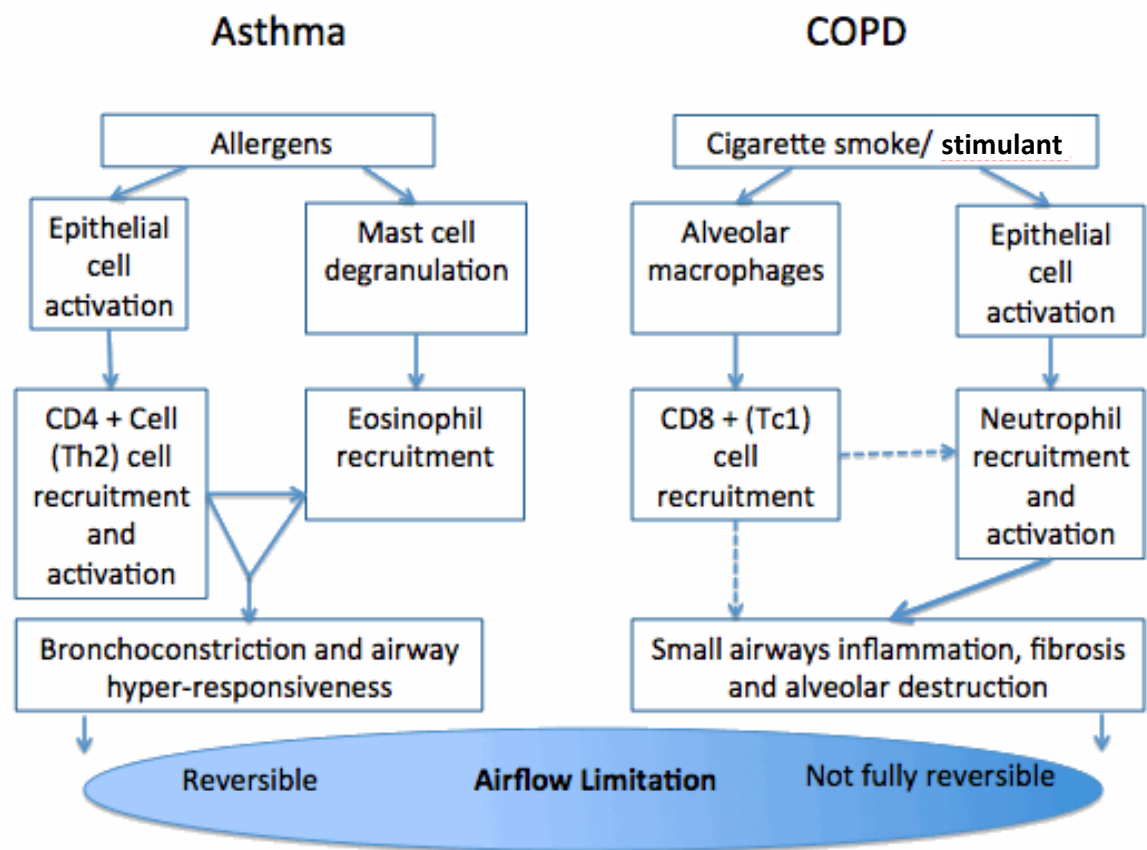 Asthma
COPD
Allergens
Cigarette smoke/ stimulant
Epithelial
cell
activation
Mast cell
degranulation
Alveolar
macrophages
Epithelial
cell
activation
CD4 + Cell
(Th2) cell
recruitment
and
activation
Eosinophil
recruitment
CD8 + (Tc1)
cell
recruitment
Neutrophil
recruitment
and
activation
Bronchoconstriction and airway
hyper-responsiveness
Small airways inflammation, fibrosis
and alveolar destruction
Reversible
Airflow Limitation
Not fully reversible